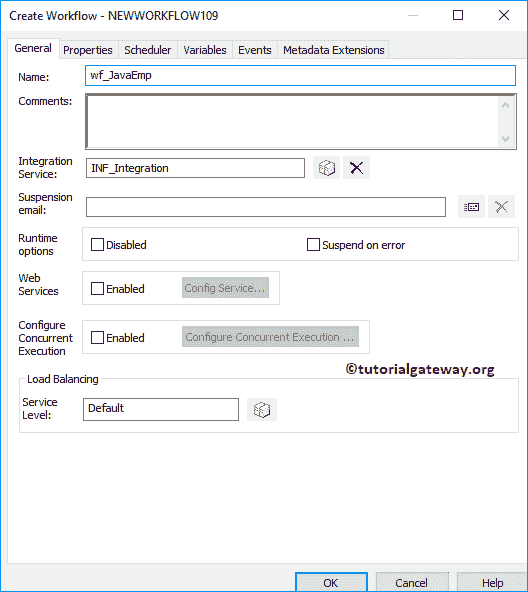 Create Workflow - NEWWORKFLOW109
General Properties Scheduler Variables Events Metadata Extensions
Name: wf_JavaEmp
Comments:
Integration
Service: INF_Integration
Suspension
email:
Runtime
options Disabled Suspend on error
Web
Services Enabled Config Service...
Configure
Concurrent
Execution Enabled Configure Concurrent Execution ...
©tutorialgateway.org
Load Balancing
Service
Level: Default
OK Cancel Help